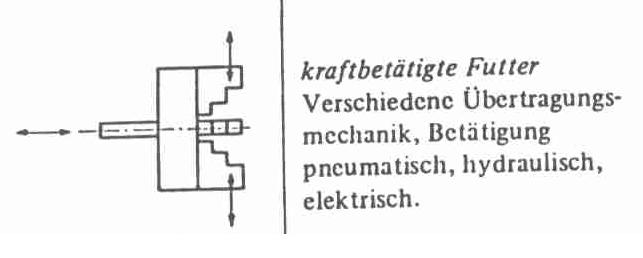 kraftbetätigte Futter
Verschiedene Übertragungs-
mechanik, Betätigung
pneumatisch, hydraulisch,
elektrisch.